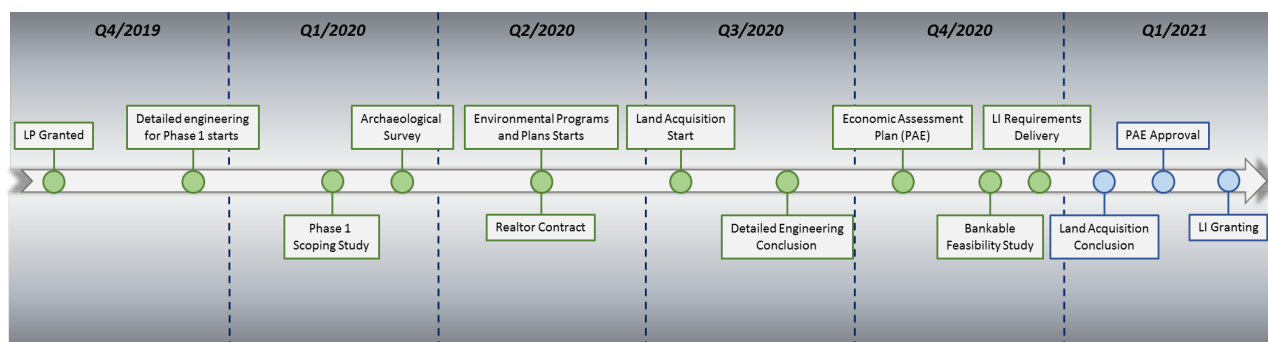 Q4/2019
Q1/2020
Q2/2020
Q3/2020
Q4/2020
Q1/2021
LP Granted
Detailed engineering
for Phase 1 starts
Archaeological
Survey
Environmental Programs
and Plans Starts
Land Acquisition
Start
Economic Assessment
Plan (PAE)
LI Requirements
Delivery
PAE Approval
Phase 1
Scoping Study
Realtor Contract
Detailed Engineering
Conclusion
Bankable
Feasibility Study
Land Acquisition
Conclusion
LI Granting